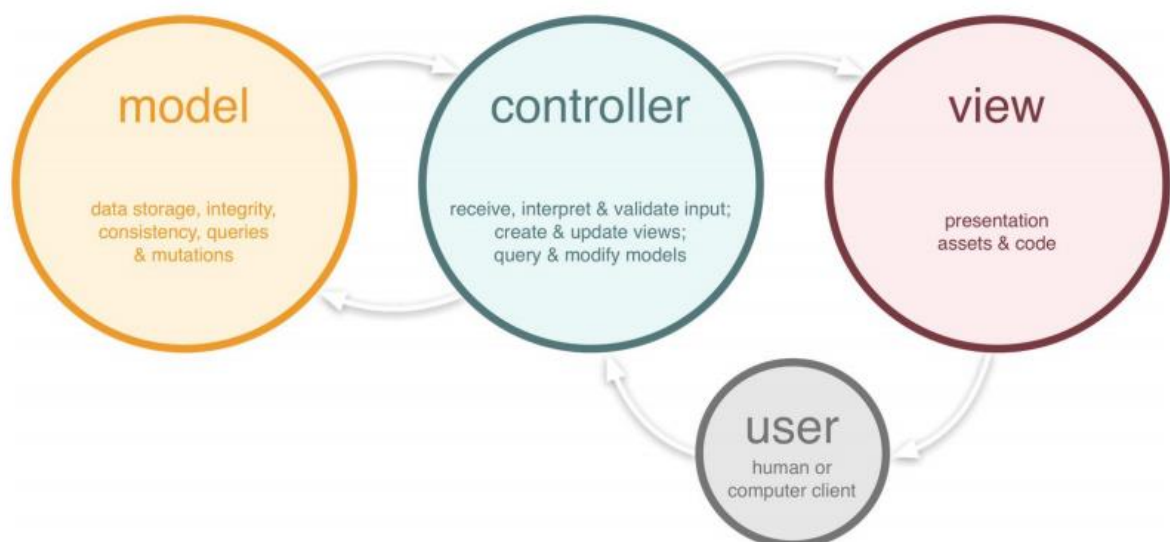 model
data storage, integrity,
consistency, queries
& mutations
controller
receive, interpret & validate input;
create & update views;
query & modify models
view
presentation
assets & code
user
human or
computer client